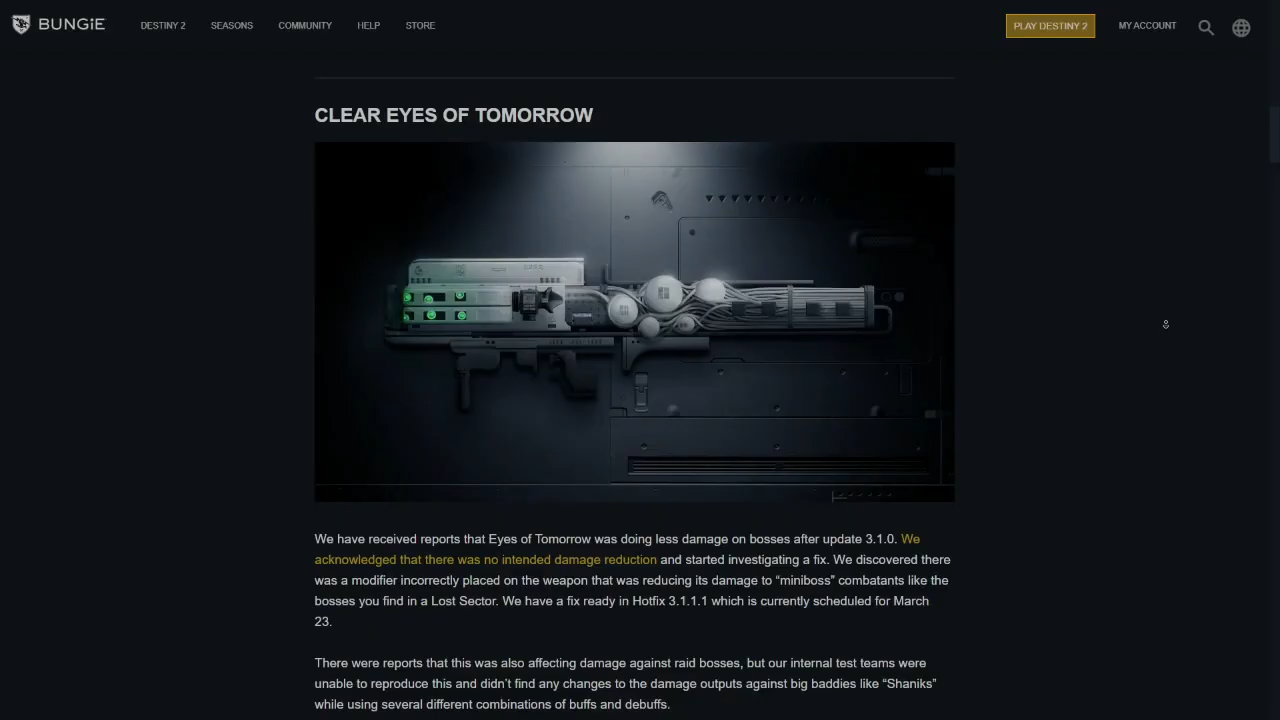 BUNGiE
DESTINY 2
SEASONS
COMMUNITY
HELP
STORE
PLAY DESTINY 2
MY ACCOUNT
CLEAR EYES OF TOMORROW
We have received reports that Eyes of Tomorrow was doing less damage on bosses after update 3.1.0. We
acknowledged that there was no intended damage reduction and started investigating a fix. We discovered there
was a modifier incorrectly placed on the weapon that was reducing its damage to “miniboss” combatants like the
bosses you find in a Lost Sector. We have a fix ready in Hotfix 3.1.1.1 which is currently scheduled for March
23.
There were reports that this was also affecting damage against raid bosses, but our internal test teams were
unable to reproduce this and didn’t find any changes to the damage outputs against big baddies like “Shaniks”
while using several different combinations of buffs and debuffs.